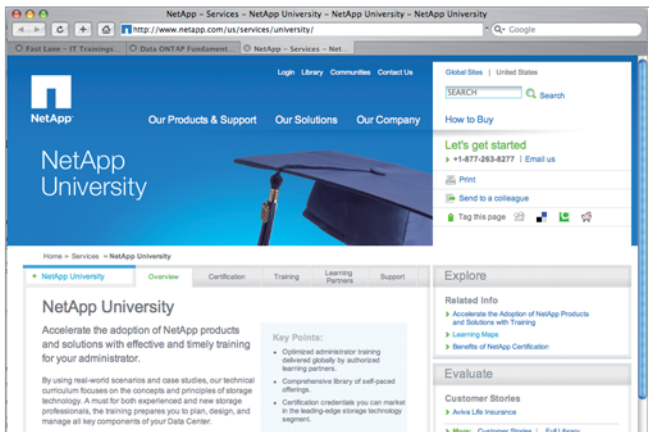 NetApp – Services – NetApp University – NetApp University – NetApp University
http://www.netapp.com/us/services/university/
Q- Google
Fast Lane – IT Trainings...
Data ONTAP Fundament...
NetApp – Services – Net...
Login Library Communities Contact Us
Global Sites | United States
SEARCH
Search
NetApp
Our Products & Support Our Solutions Our Company
How to Buy
NetApp
University
Let's get started
+1-877-263-8277 | Email us
Print
Send to a colleague
Tag this page
Home » Services » NetApp University
NetApp University
Overview
Certification
Training
Learning
Partners
Support
Explore
NetApp University
Accelerate the adoption of NetApp products
and solutions with effective and timely training
for your administrator.
By using real-world scenarios and case studies, our technical
curriculum focuses on the concepts and principles of storage
technology. A must for both experienced and new storage
professionals, the training prepares you to plan, design, and
manage all key components of your Data Center.
Key Points:
• Optimized administrator training
delivered globally by authorized
learning partners.
• Comprehensive library of self-paced
offerings.
• Certification credentials you can market
in the leading-edge storage technology
segment.
Related Info
Accelerate the Adoption of NetApp Products
and Solutions with Training
Learning Maps
Benefits of NetApp Certification
Evaluate
Customer Stories
Aviva Life Insurance
More: Customer Stories | Full Library